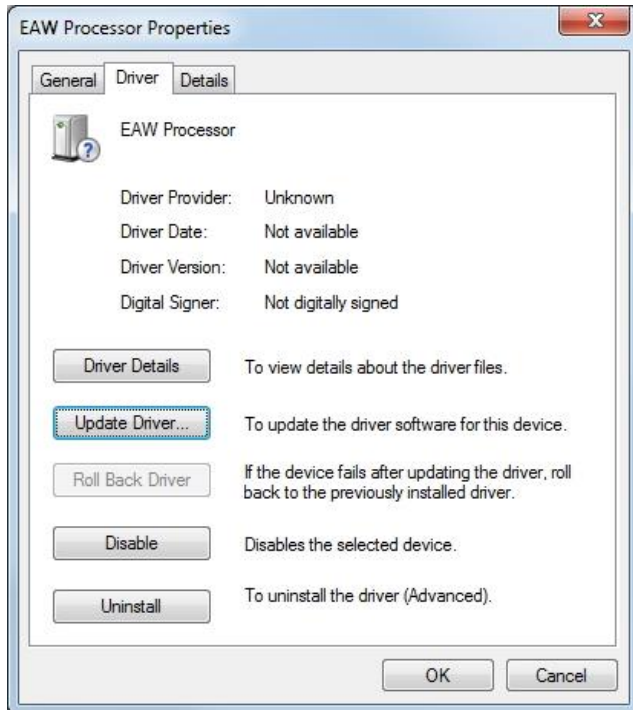 EAW Processor Properties
General Driver Details
EAW Processor
Driver Provider: Unknown
Driver Date: Not available
Driver Version: Not available
Digital Signer: Not digitally signed
Driver Details To view details about the driver files.
Update Driver... To update the driver software for this device.
Roll Back Driver If the device fails after updating the driver, roll
back to the previously installed driver.
Disable Disables the selected device.
Uninstall To uninstall the driver (Advanced).
OK Cancel